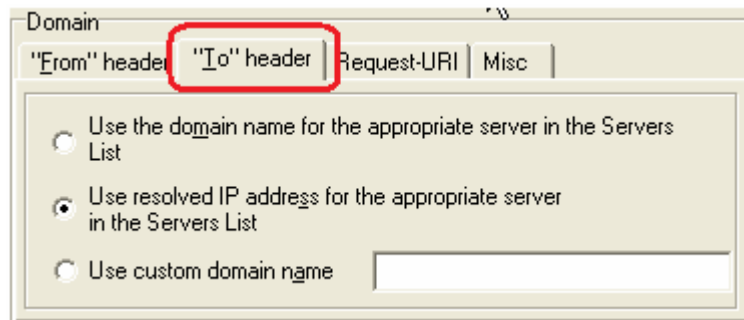 Domain
"From" header "To" header Request-URI Misc
Use the domain name for the appropriate server in the Servers
List
Use resolved IP address for the appropriate server
in the Servers List
Use custom domain name